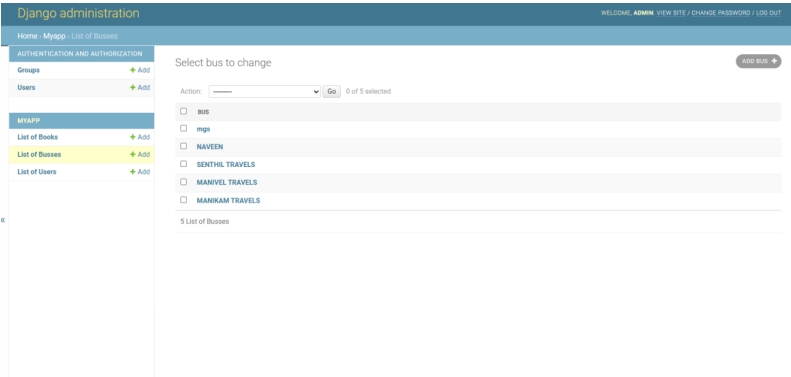 Django administration
WELCOME, ADMIN. VIEW SITE / CHANGE PASSWORD / LOG OUT
Home › Myapp › List of Busses
AUTHENTICATION AND AUTHORIZATION
Groups + Add
Users + Add
MYAPP
List of Books + Add
List of Busses + Add
List of Users + Add
«
Select bus to change
ADD BUS +
Action: --------- Go 0 of 5 selected
BUS
mgs
NAVEEN
SENTHIL TRAVELS
MANIVEL TRAVELS
MANIKAM TRAVELS
5 List of Busses